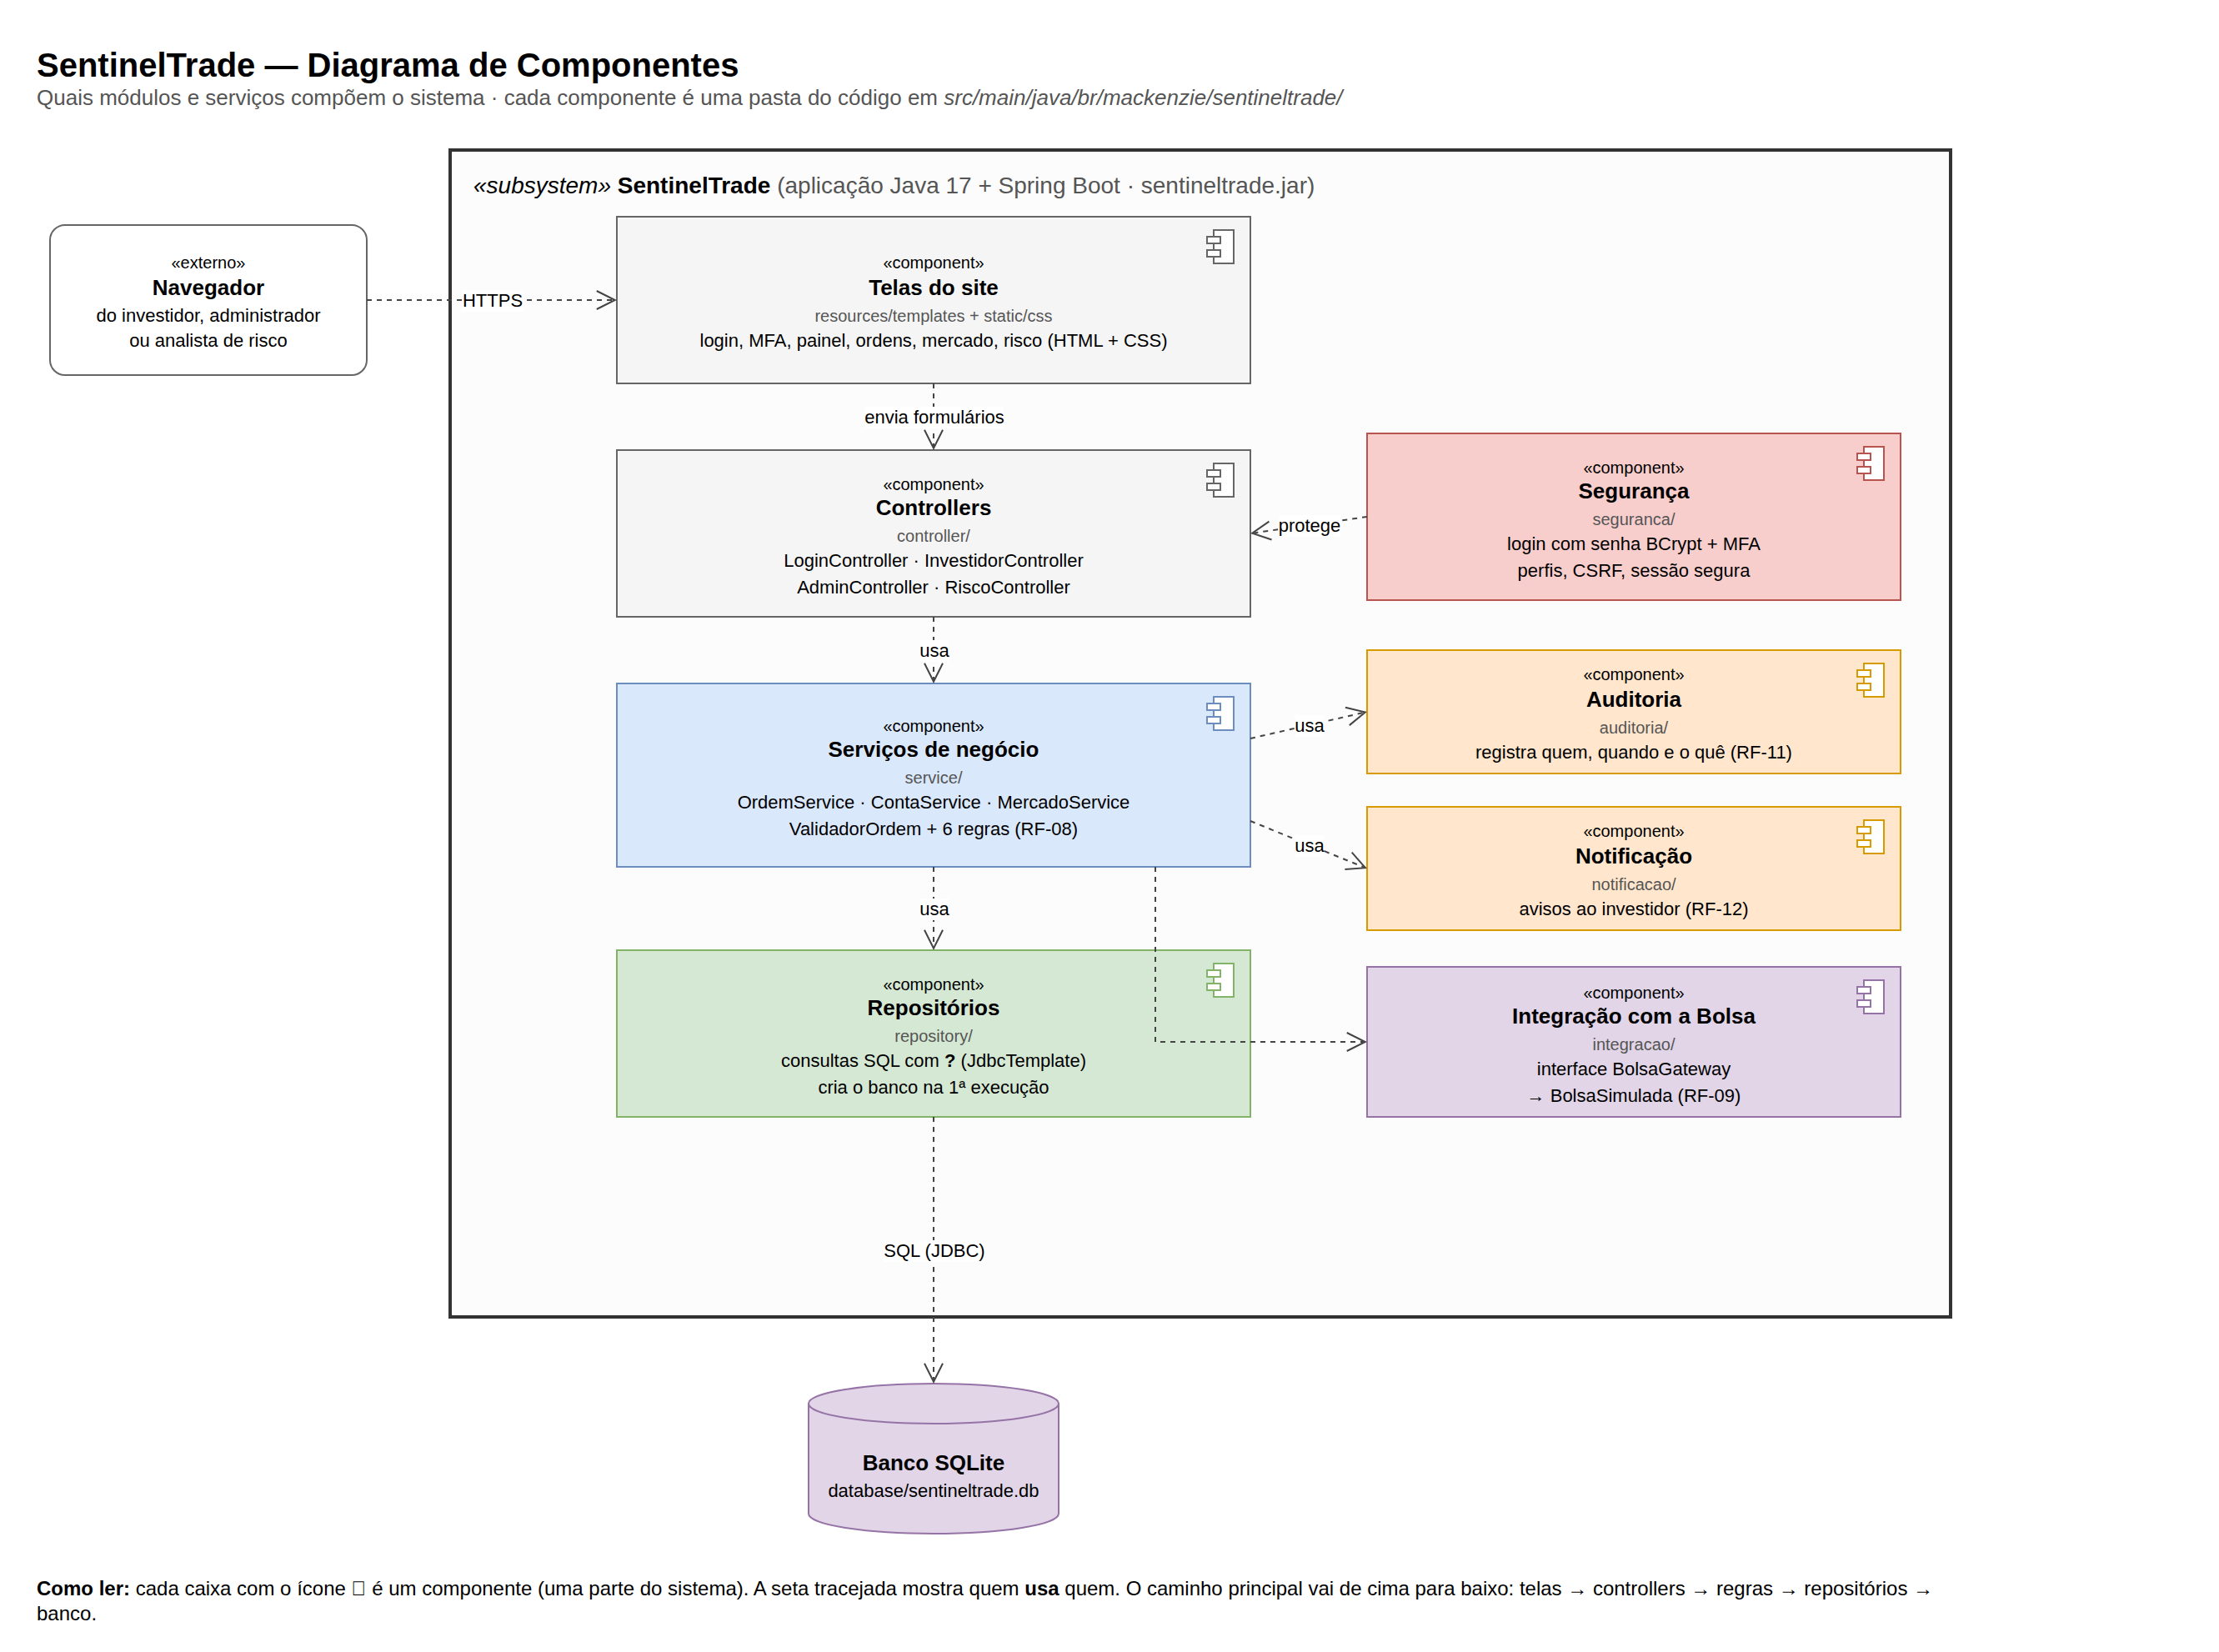 SentinelTrade — Diagrama de Componentes
Quais módulos e serviços compõem o sistema · cada componente é uma pasta do código em src/main/java/br/mackenzie/sentineltrade/
«subsystem» SentinelTrade (aplicação Java 17 + Spring Boot · sentineltrade.jar)
«externo»
Navegador
do investidor, administrador
ou analista de risco
HTTPS
«component»
Telas do site
resources/templates + static/css
login, MFA, painel, ordens, mercado, risco (HTML + CSS)
envia formulários
«component»
Controllers
controller/
LoginController · InvestidorController
AdminController · RiscoController
protege
«component»
Segurança
seguranca/
login com senha BCrypt + MFA
perfis, CSRF, sessão segura
usa
«component»
Serviços de negócio
service/
OrdemService · ContaService · MercadoService
ValidadorOrdem + 6 regras (RF-08)
usa
«component»
Auditoria
auditoria/
registra quem, quando e o quê (RF-11)
usa
«component»
Notificação
notificacao/
avisos ao investidor (RF-12)
usa
«component»
Repositórios
repository/
consultas SQL com ? (JdbcTemplate)
cria o banco na 1ª execução
«component»
Integração com a Bolsa
integracao/
interface BolsaGateway
→ BolsaSimulada (RF-09)
SQL (JDBC)
Banco SQLite
database/sentineltrade.db
Como ler: cada caixa com o ícone é um componente (uma parte do sistema). A seta tracejada mostra quem usa quem. O caminho principal vai de cima para baixo: telas → controllers → regras → repositórios →
banco.